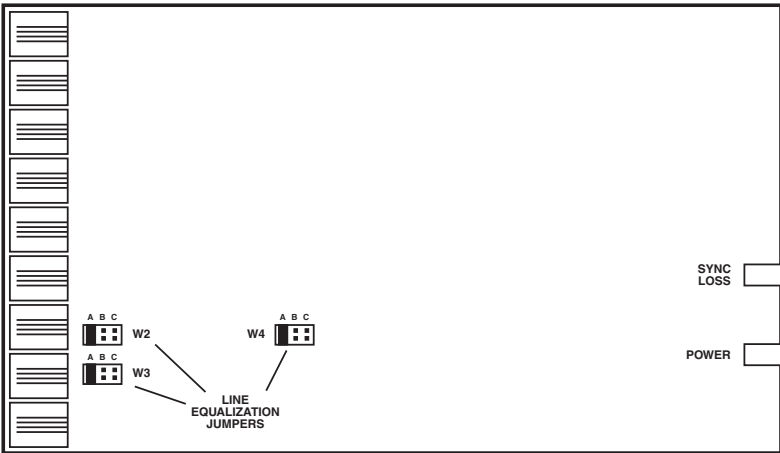 SYNC
LOSS
A B C
W2
A B C
W4
POWER
A B C
W3
LINE
EQUALIZATION
JUMPERS